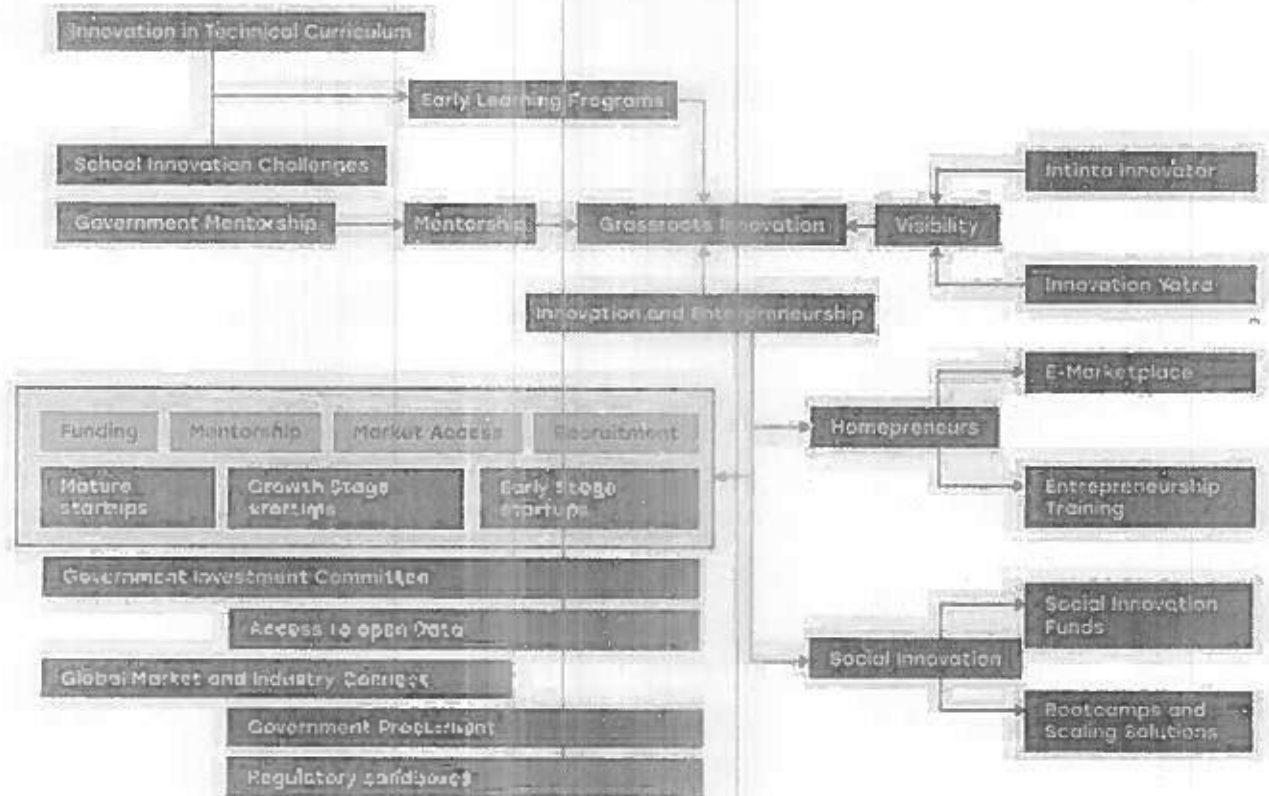 Innovation in Technical Curriculum
Early Learning Programs
School Innovation Challenges
Government Mentorship
Mentorship
Grassroots Innovation
Visibility
Intinta Innovator
Innovation Yatra
Innovation and Entrepreneurship
E-Marketplace
Homepreneurs
Entrepreneurship
Training
Funding
Mentorship
Market Access
Recruitment
Mature
startups
Growth Stage
Early Stage
startups
Government Investment Committee
Access to open Data
Global Market and Industry
Government Procurement
Regulatory sandboxes
Social Innovation
Social Innovation
Funds
Bootcamps and
Scaling Solutions